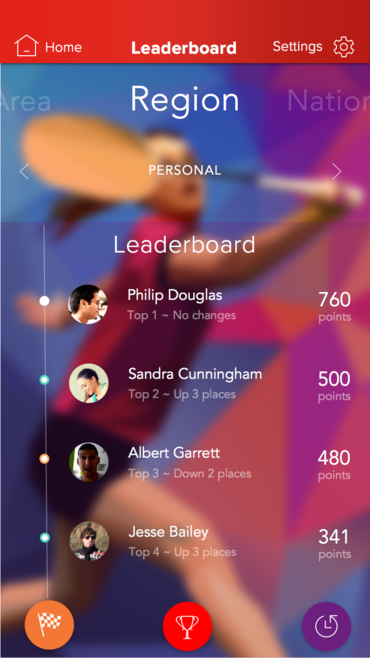 Home Leaderboard Settings
Area Region Nation
PERSONAL
Leaderboard
Philip Douglas 760
Top 1 ~ No changes points
Sandra Cunningham 500
Top 2 ~ Up 3 places points
Albert Garrett 480
Top 3 ~ Down 2 places points
Jesse Bailey 341
Top 4 ~ Up 3 places points